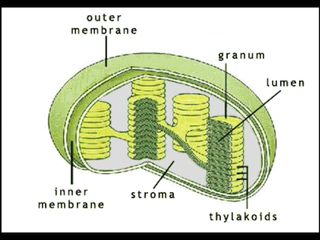 outer
membrane
granum
lumen
inner
membrane
stroma
thylakoids